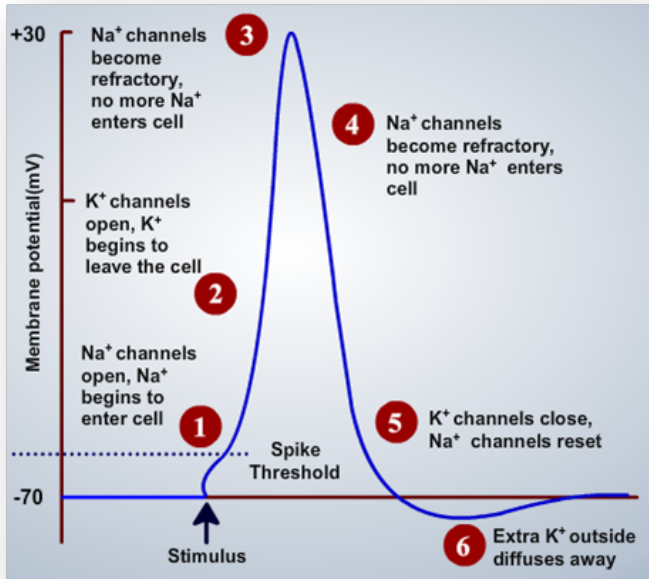 +30
Na⁺ channels
become
refractory,
no more Na⁺
enters cell
3
4
Na⁺ channels
become refractory,
no more Na⁺ enters
cell
Membrane potential(mV)
K⁺ channels
open, K⁺
begins to
leave the cell
2
Na⁺ channels
open, Na⁺
begins to
enter cell
1
Spike
Threshold
5
K⁺ channels close,
Na⁺ channels reset
-70
Stimulus
6
Extra K⁺ outside
diffuses away